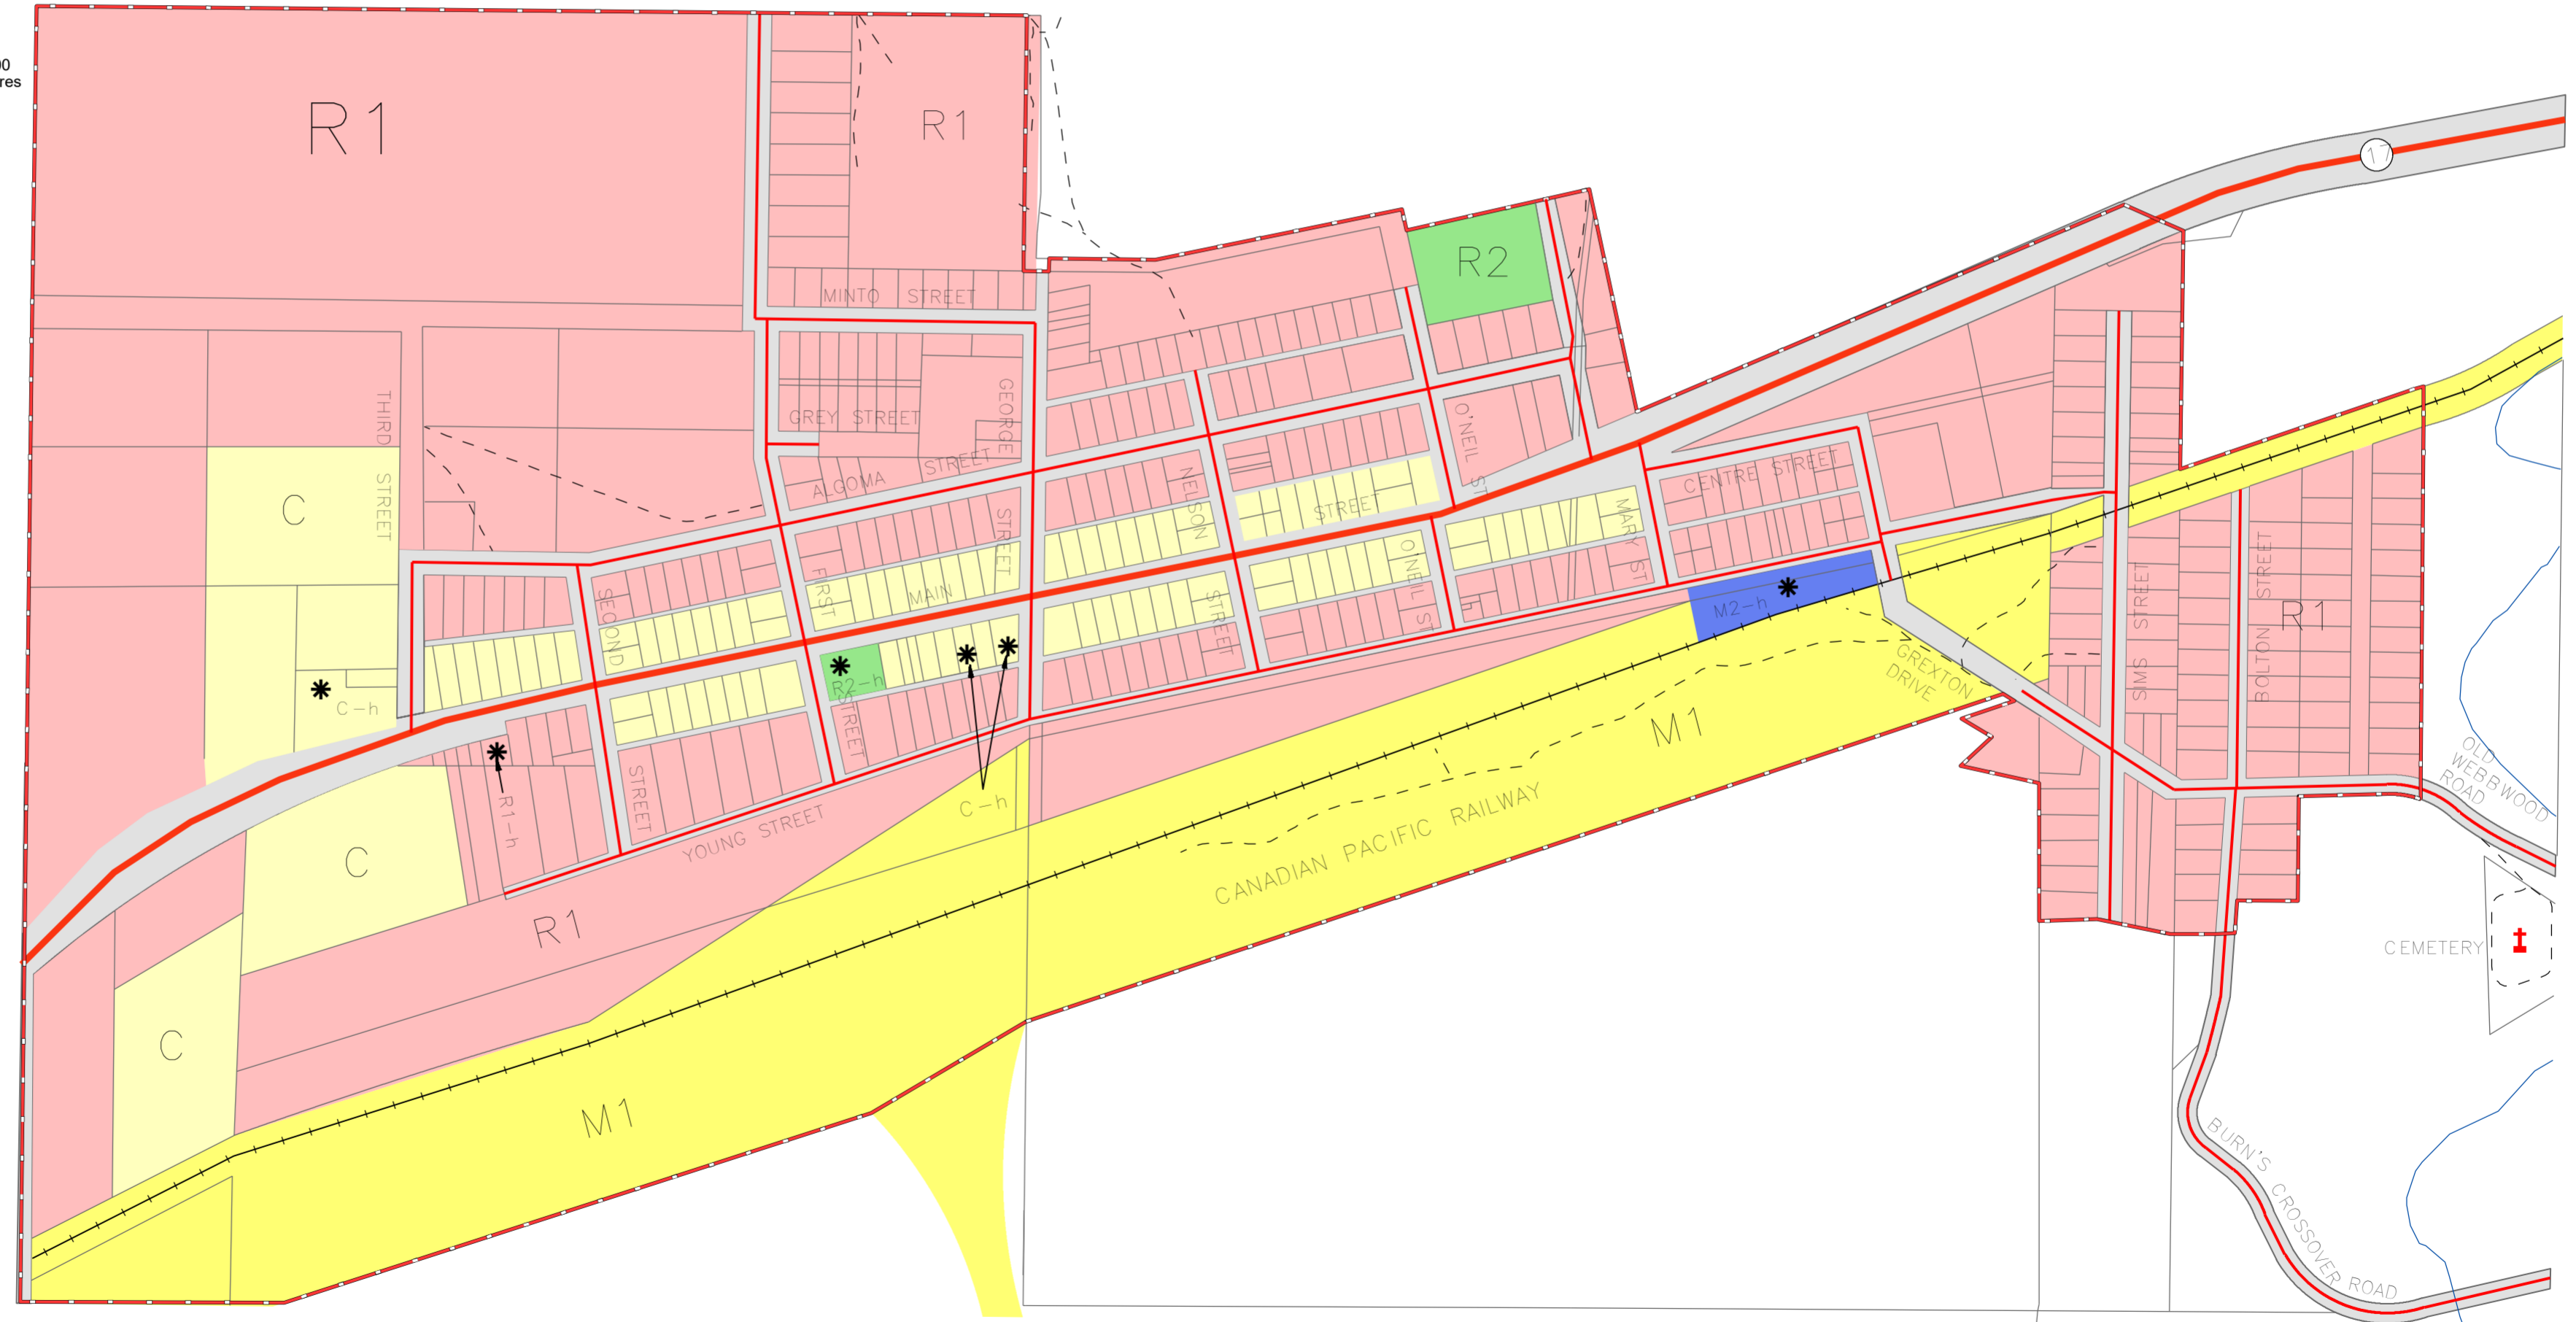 00
res
R1
R1
17
R2
MINTO STREET
THIRD
STREET
GREY STREET
GEORGE
STREET
ALGOMA STREET
O'NEIL ST
NELSON
STREET
STREET
CENTRE STREET
MARY ST
C
SECOND
STREET
FIRST
STREET
MAIN
O'NEIL ST
M2-h
SIMS STREET
BOLTON STREET
R1
GREXTON
DRIVE
R2-h
C-h
R1-h
C-h
M1
OLD
WEBBWOOD
ROAD
YOUNG STREET
CANADIAN PACIFIC RAILWAY
C
R1
CEMETERY
C
M1
BURN'S CROSSOVER ROAD